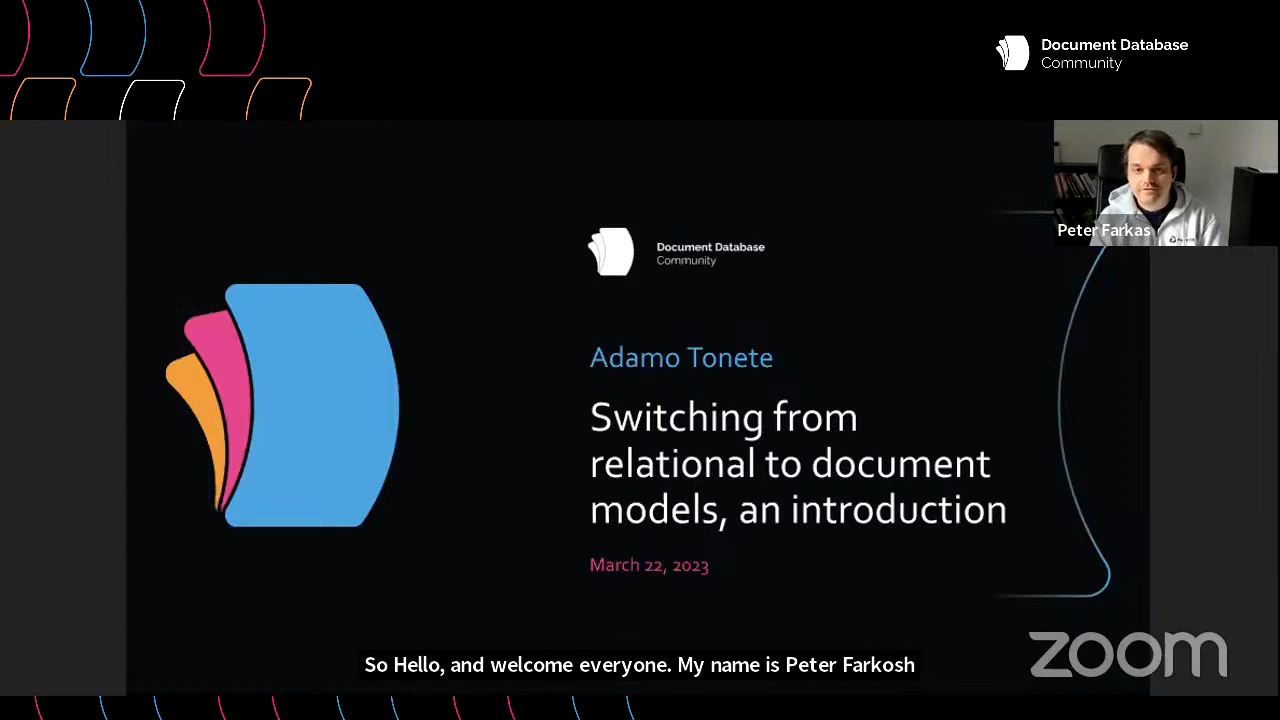 Document Database
Community
Peter Farkas
Document Database
Community
Adamo Tonete
Switching from
relational to document
models, an introduction
March 22, 2023
So Hello, and welcome everyone. My name is Peter Farkosh
zoom